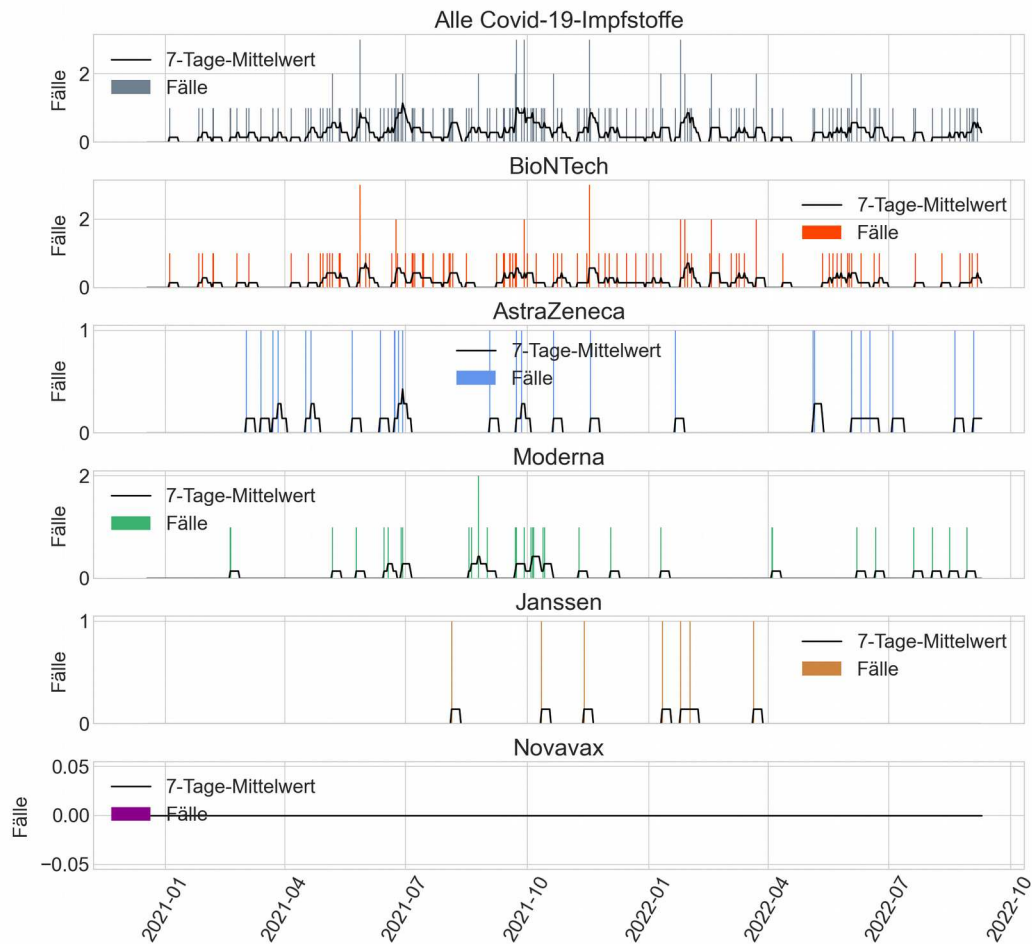 Alle Covid-19-Impfstoffe
Fälle
2
0
7-Tage-Mittelwert
Fälle
BioNTech
Fälle
2
0
7-Tage-Mittelwert
Fälle
AstraZeneca
Fälle
1
0
7-Tage-Mittelwert
Fälle
Moderna
Fälle
2
0
7-Tage-Mittelwert
Fälle
Janssen
Fälle
1
0
7-Tage-Mittelwert
Fälle
Novavax
Fälle
0.05
0.00
−0.05
7-Tage-Mittelwert
Fälle
2021-01
2021-04
2021-07
2021-10
2022-01
2022-04
2022-07
2022-10